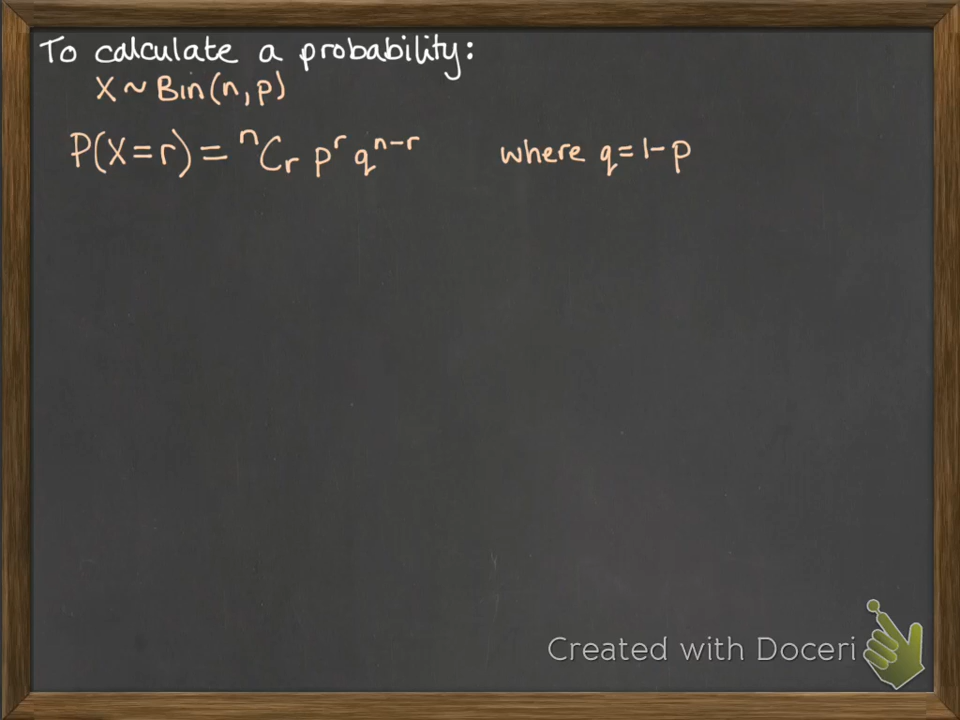 To calculate a probability:
X ~ Bin(n, p)
P(X=r) = ⁿCᵣ pʳ qⁿ⁻ʳ where q=1-p
Created with Doceri